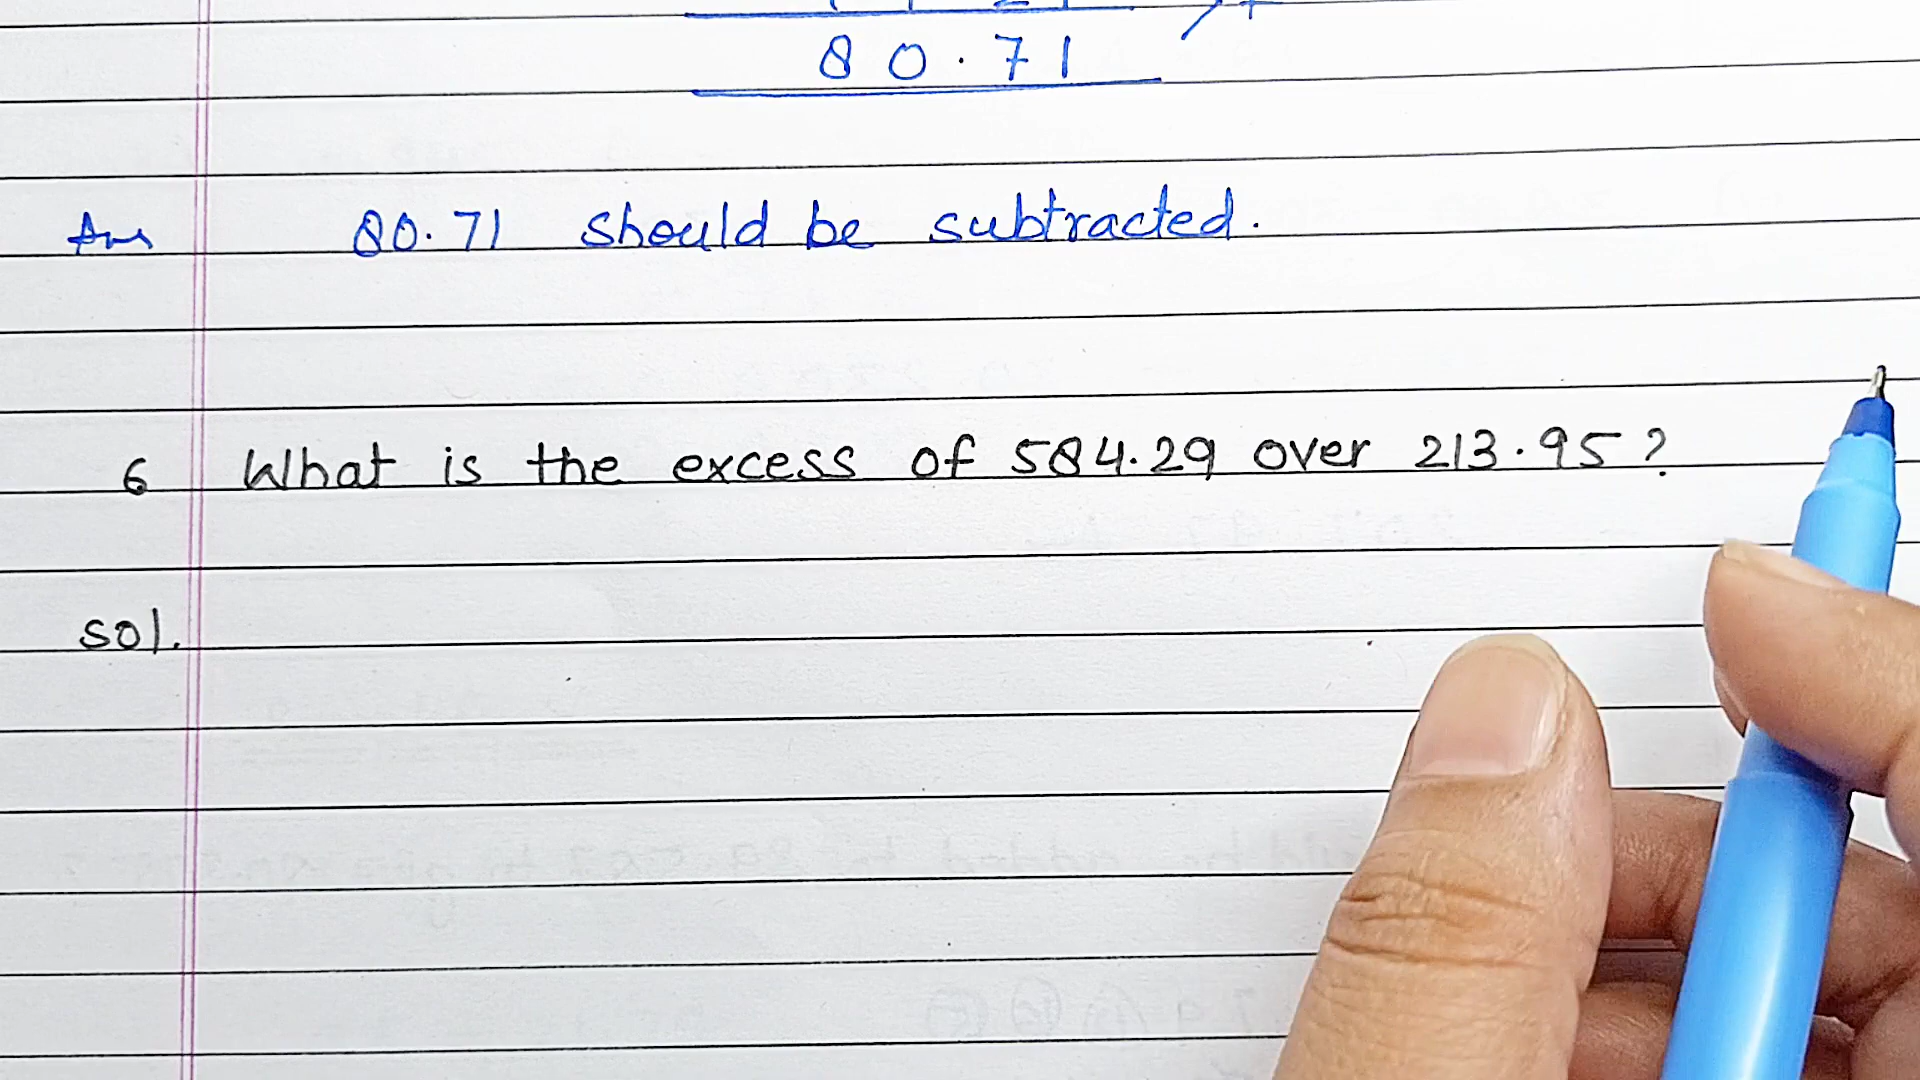 80.71
Ans 80.71 should be subtracted.
6 What is the excess of 584.29 over 213.95?
Sol.